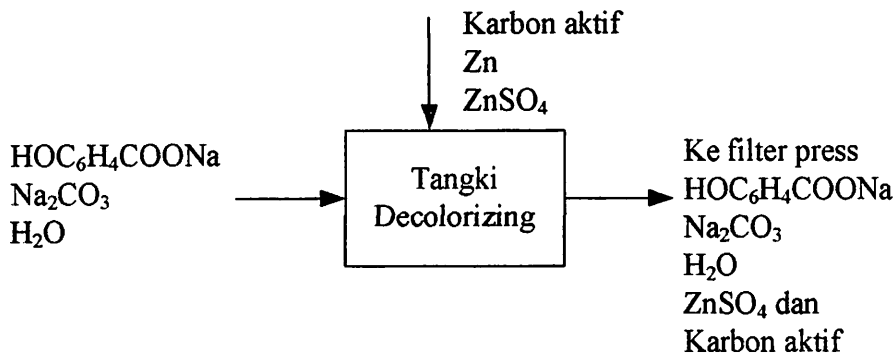 Karbon aktif
Zn
ZnSO₄
HOC₆H₄COONa
Na₂CO₃
H₂O
Tangki
Decolorizing
Ke filter press
HOC₆H₄COONa
Na₂CO₃
H₂O
ZnSO₄ dan
Karbon aktif